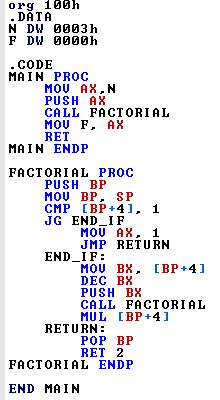 org 100h
.DATA
N DW 0003h
F DW 0000h

.CODE
MAIN PROC
    MOV AX,N
    PUSH AX
    CALL FACTORIAL
    MOV F, AX
    RET
MAIN ENDP

FACTORIAL PROC
    PUSH BP
    MOV BP, SP
    CMP [BP+4], 1
    JG END_IF
        MOV AX, 1
        JMP RETURN
    END_IF:
        MOV BX, [BP+4]
        DEC BX
        PUSH BX
        CALL FACTORIAL
        MUL [BP+4]
    RETURN:
        POP BP
        RET 2
FACTORIAL ENDP

END MAIN